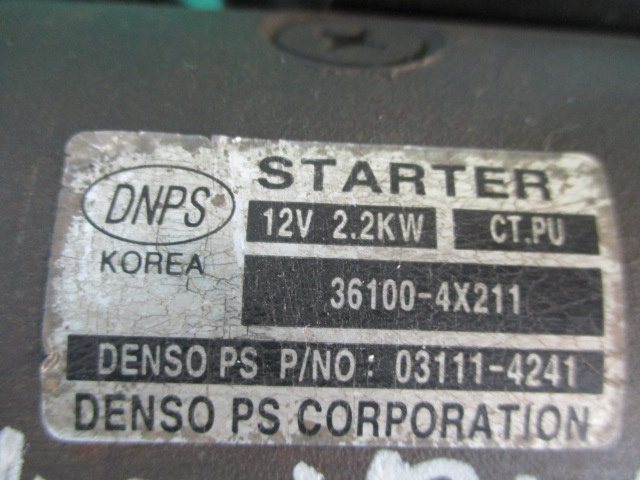 STARTER
DNPS
12V 2.2KW CT.PU
KOREA
36100-4X211
DENSO PS P/NO: 03111-4241
DENSO PS CORPORATION